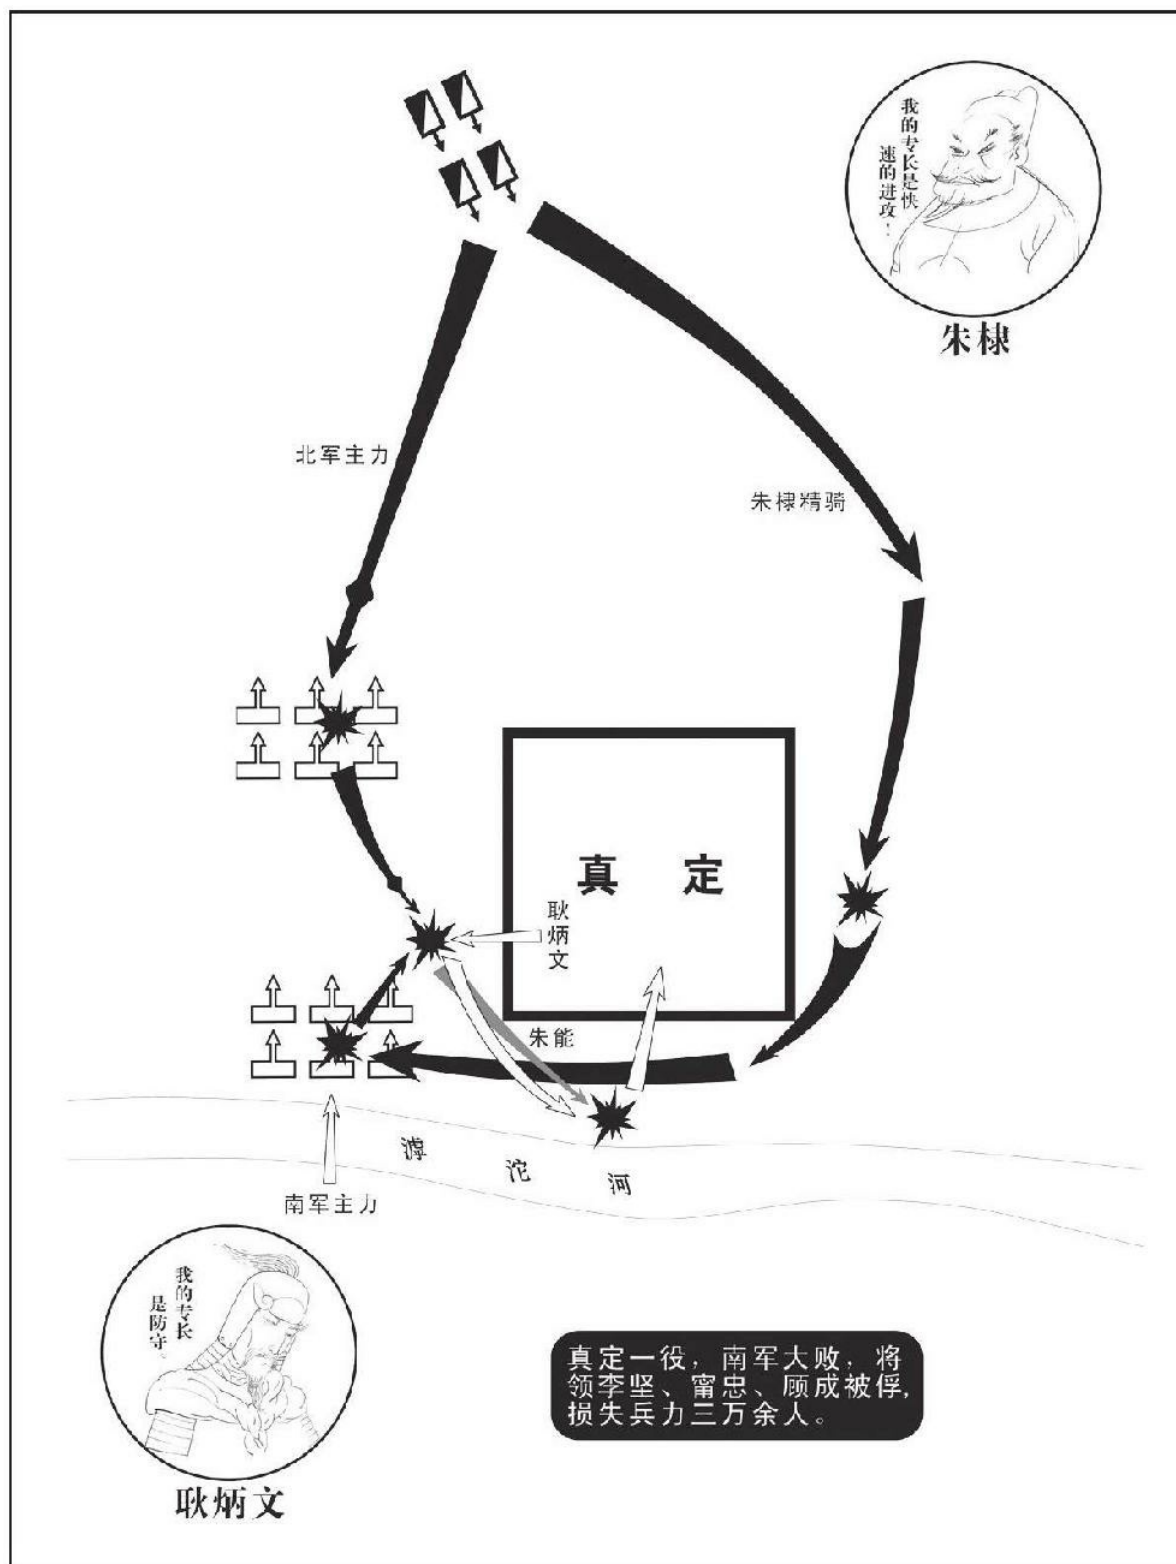 我的专长是快
速的进攻！
朱棣
北军主力
朱棣精骑
真 定
耿炳文
朱能
滹沱河
南军主力
我的专长
是防守。
耿炳文
真定一役，南军大败，将
领李坚、甯忠、顾成被俘，
损失兵力三万余人。